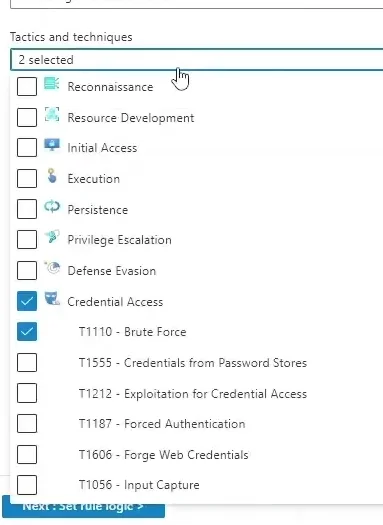 Tactics and techniques
2 selected
Reconnaissance
Resource Development
Initial Access
Execution
Persistence
Privilege Escalation
Defense Evasion
Credential Access
T1110 - Brute Force
T1555 - Credentials from Password Stores
T1212 - Exploitation for Credential Access
T1187 - Forced Authentication
T1606 - Forge Web Credentials
T1056 - Input Capture
Next : Set rule logic >